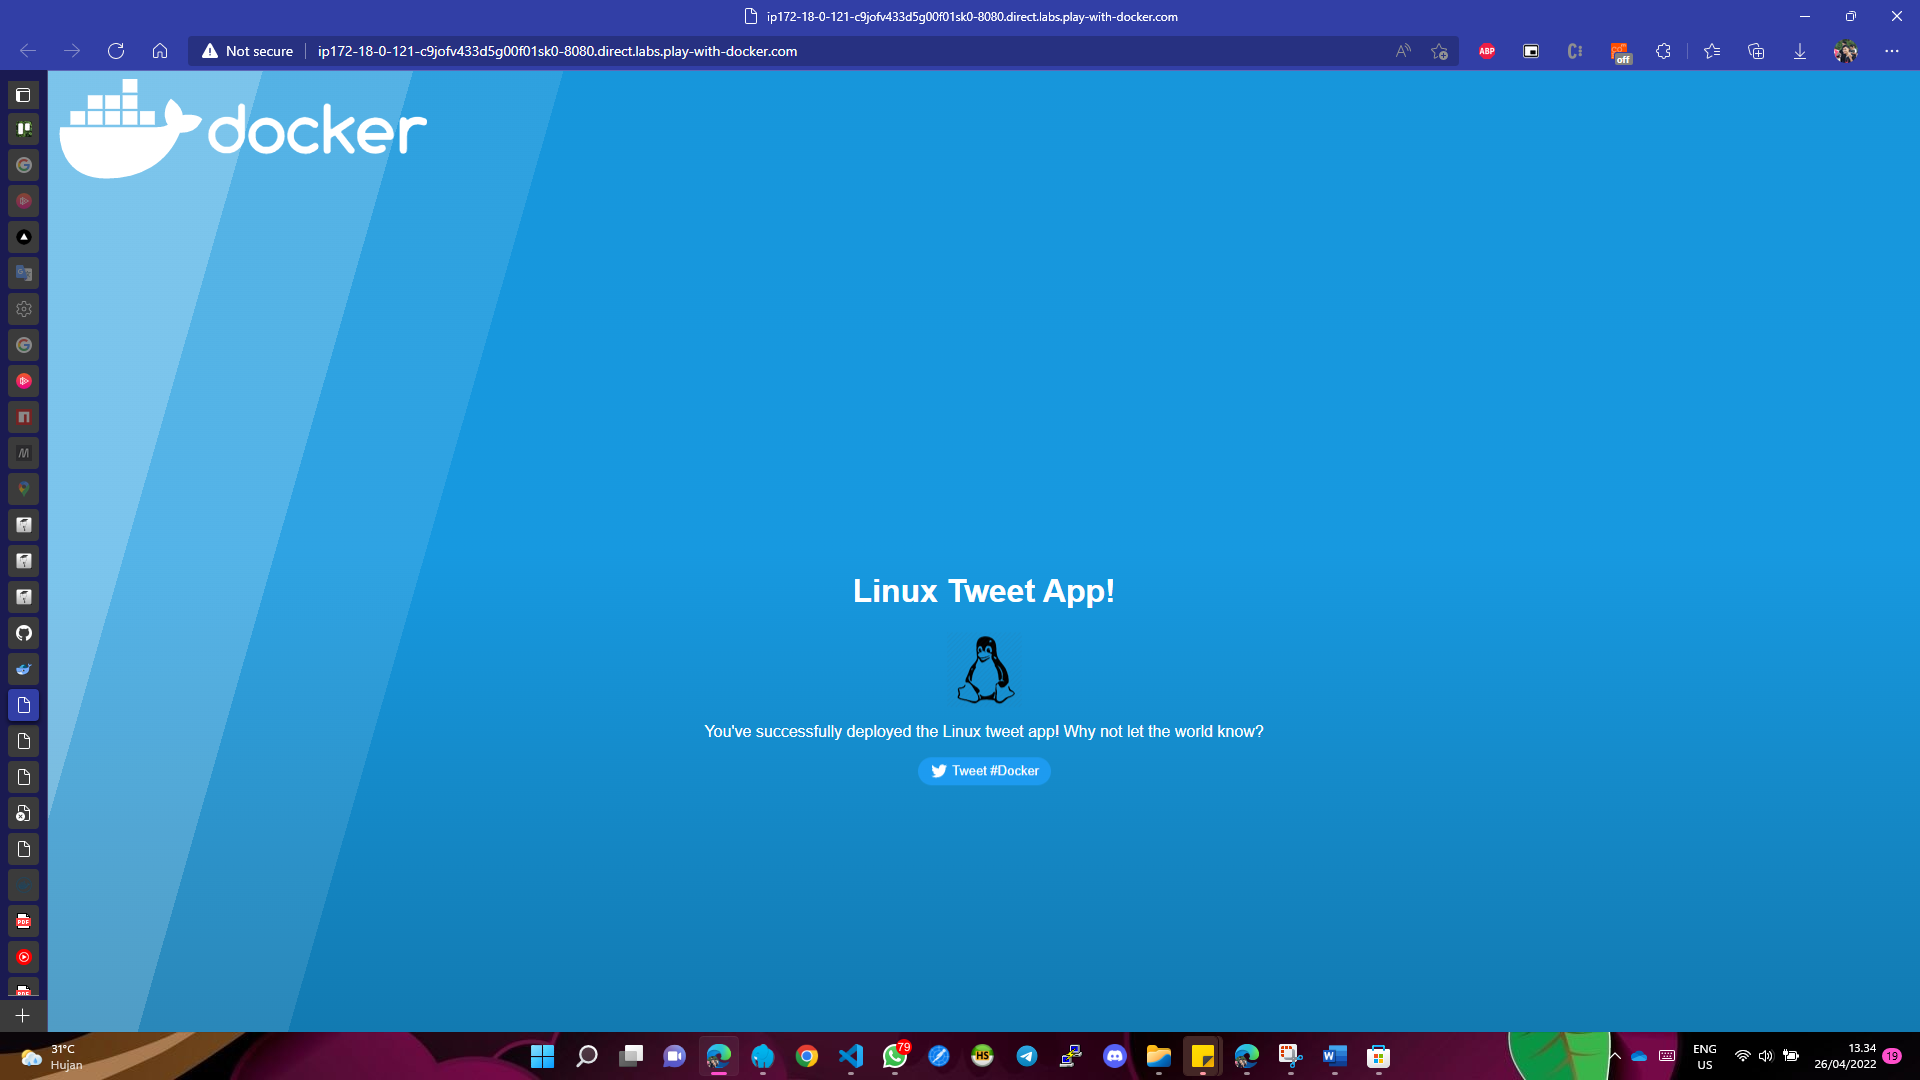 ip172-18-0-121-c9jofv433d5g00f01sk0-8080.direct.labs.play-with-docker.com
Not secure
ip172-18-0-121-c9jofv433d5g00f01sk0-8080.direct.labs.play-with-docker.com
ABP
off
docker
Linux Tweet App!
You've successfully deployed the Linux tweet app! Why not let the world know?
Tweet #Docker
PDF
31°C
Hujan
79
HS
W
ENG
US
13.34
26/04/2022
19